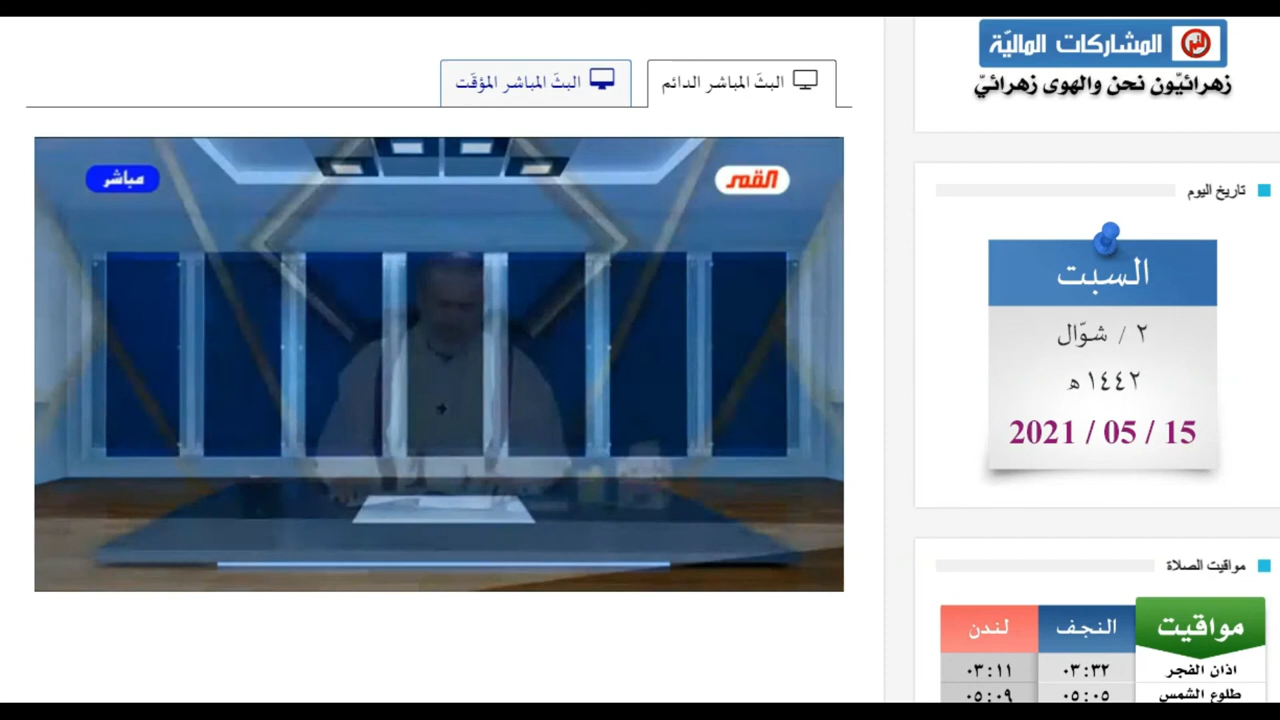 المشاركات الماليّة
زهرائيّون نحن والهوى زهرائيّ
البثّ المباشر الدائم
البثّ المباشر المؤقّت
القمر
مباشر
تاريخ اليوم
السبت
٢ / شوّال
١٤٤٢ ه
2021 / 05 / 15
مواقيت الصلاة
مواقيت النجف لندن
اذان الفجر ٠٣:٣٢ ٠٣:١١
طلوع الشمس ٠٥:٠٥ ٠٥:٠٩